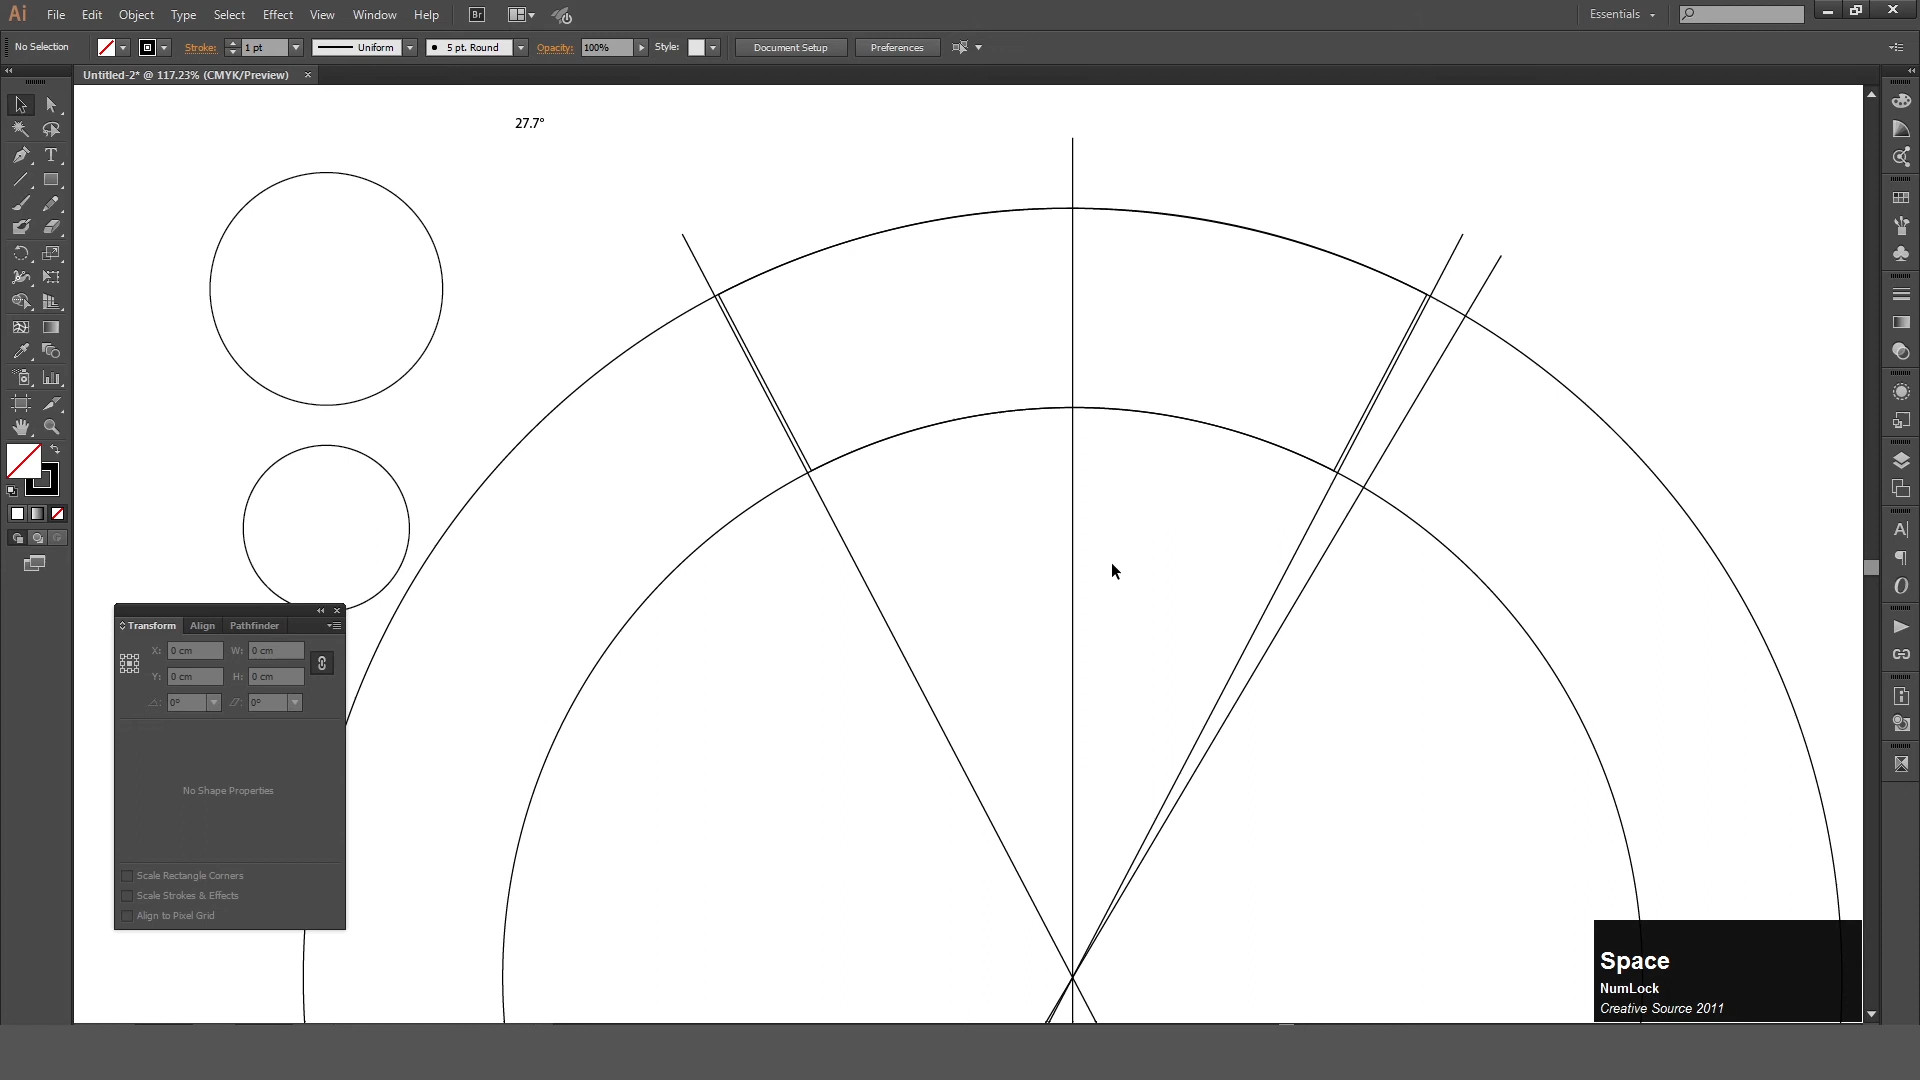 Ai File Edit Object Type Select Effect View Window Help Br Essentials
No Selection Stroke: 1 pt Uniform 5 pt. Round Opacity: 100% Style: Document Setup Preferences
Untitled-2* @ 117.23% (CMYK/Preview) ×
27.7°
Transform Align Pathfinder
X: 0 cm W: 0 cm
Y: 0 cm H: 0 cm
0° 0°
No Shape Properties
Scale Rectangle Corners
Scale Strokes & Effects
Align to Pixel Grid
Space
NumLock
Creative Source 2011